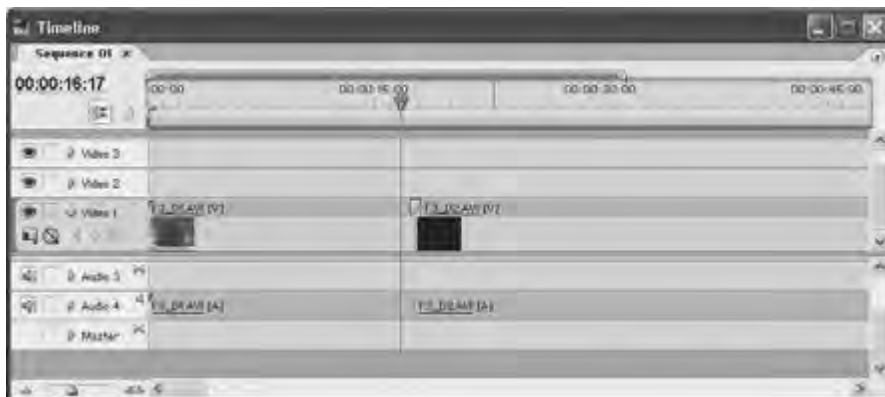 Timeline
Sequence 01
00:00:16:17
00:00
00:00:15:00
00:00:30:00
00:00:45:00
Video 3
Video 2
Video 1
[V]
[V]
Audio 3
Audio 4
[A]
[A]
Master